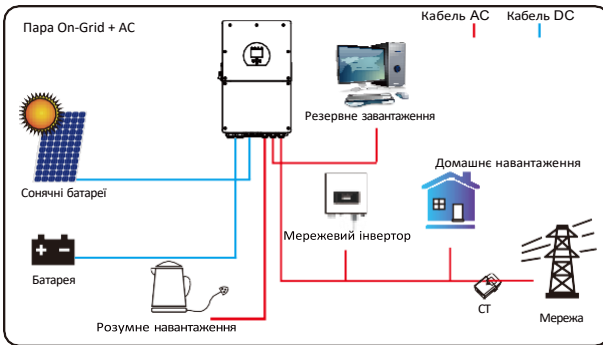 Кабель AC
Кабель DC
Пара On-Grid + AC
Резервне завантаження
Домашнє навантаження
Сонячні батареї
Мережевий інвертор
Батарея
СТ
Мережа
Розумне навантаження